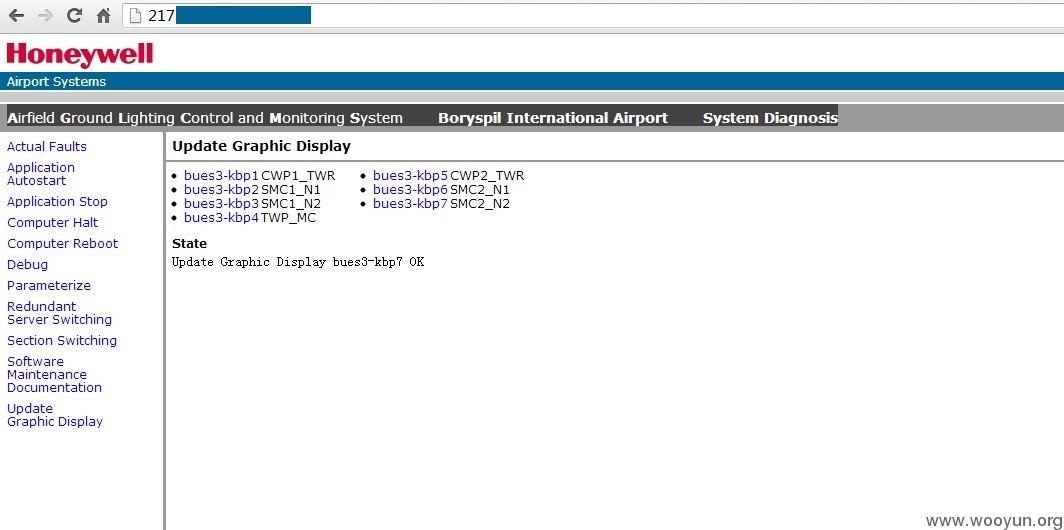 217
Honeywell
Airport Systems
Airfield Ground Lighting Control and Monitoring System Boryspil International Airport System Diagnosis
Actual Faults
Application
Autostart
Application Stop
Computer Halt
Computer Reboot
Debug
Parameterize
Redundant
Server Switching
Section Switching
Software
Maintenance
Documentation
Update
Graphic Display
Update Graphic Display
bues3-kbp1 CWP1_TWR
bues3-kbp2 SMC1_N1
bues3-kbp3 SMC1_N2
bues3-kbp4 TWP_MC
bues3-kbp5 CWP2_TWR
bues3-kbp6 SMC2_N1
bues3-kbp7 SMC2_N2
State
Update Graphic Display bues3-kbp7 OK
www.wooyun.org